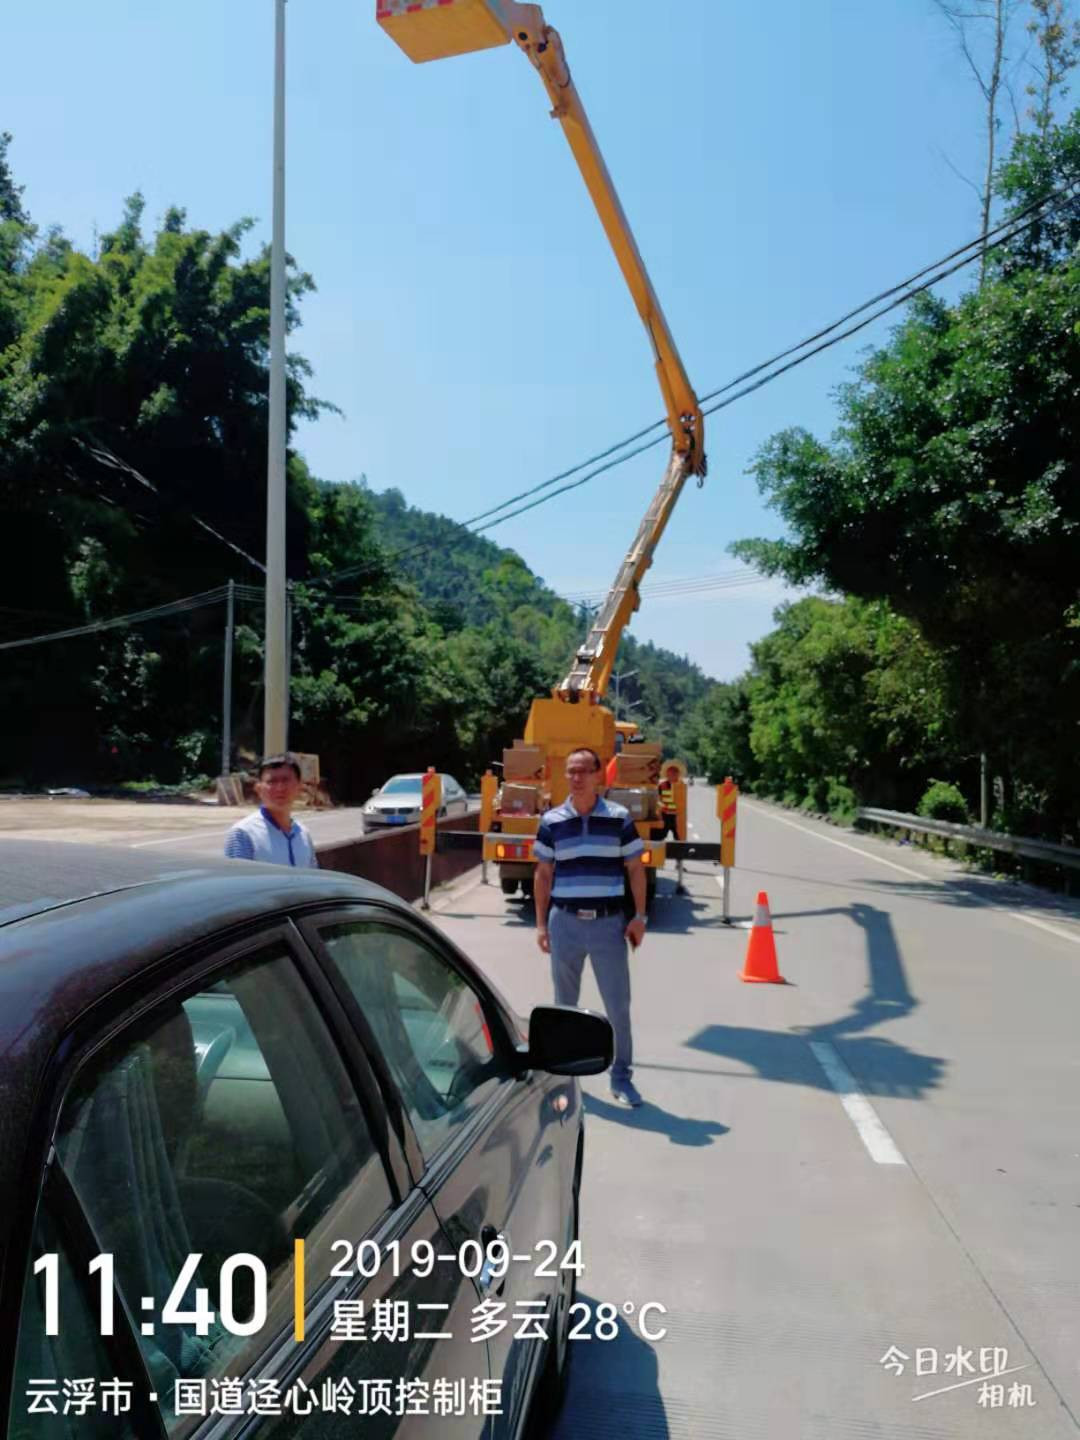 11:40
2019-09-24
星期二 多云 28℃
云浮市·国道迳心岭顶控制柜
今日水印
相机